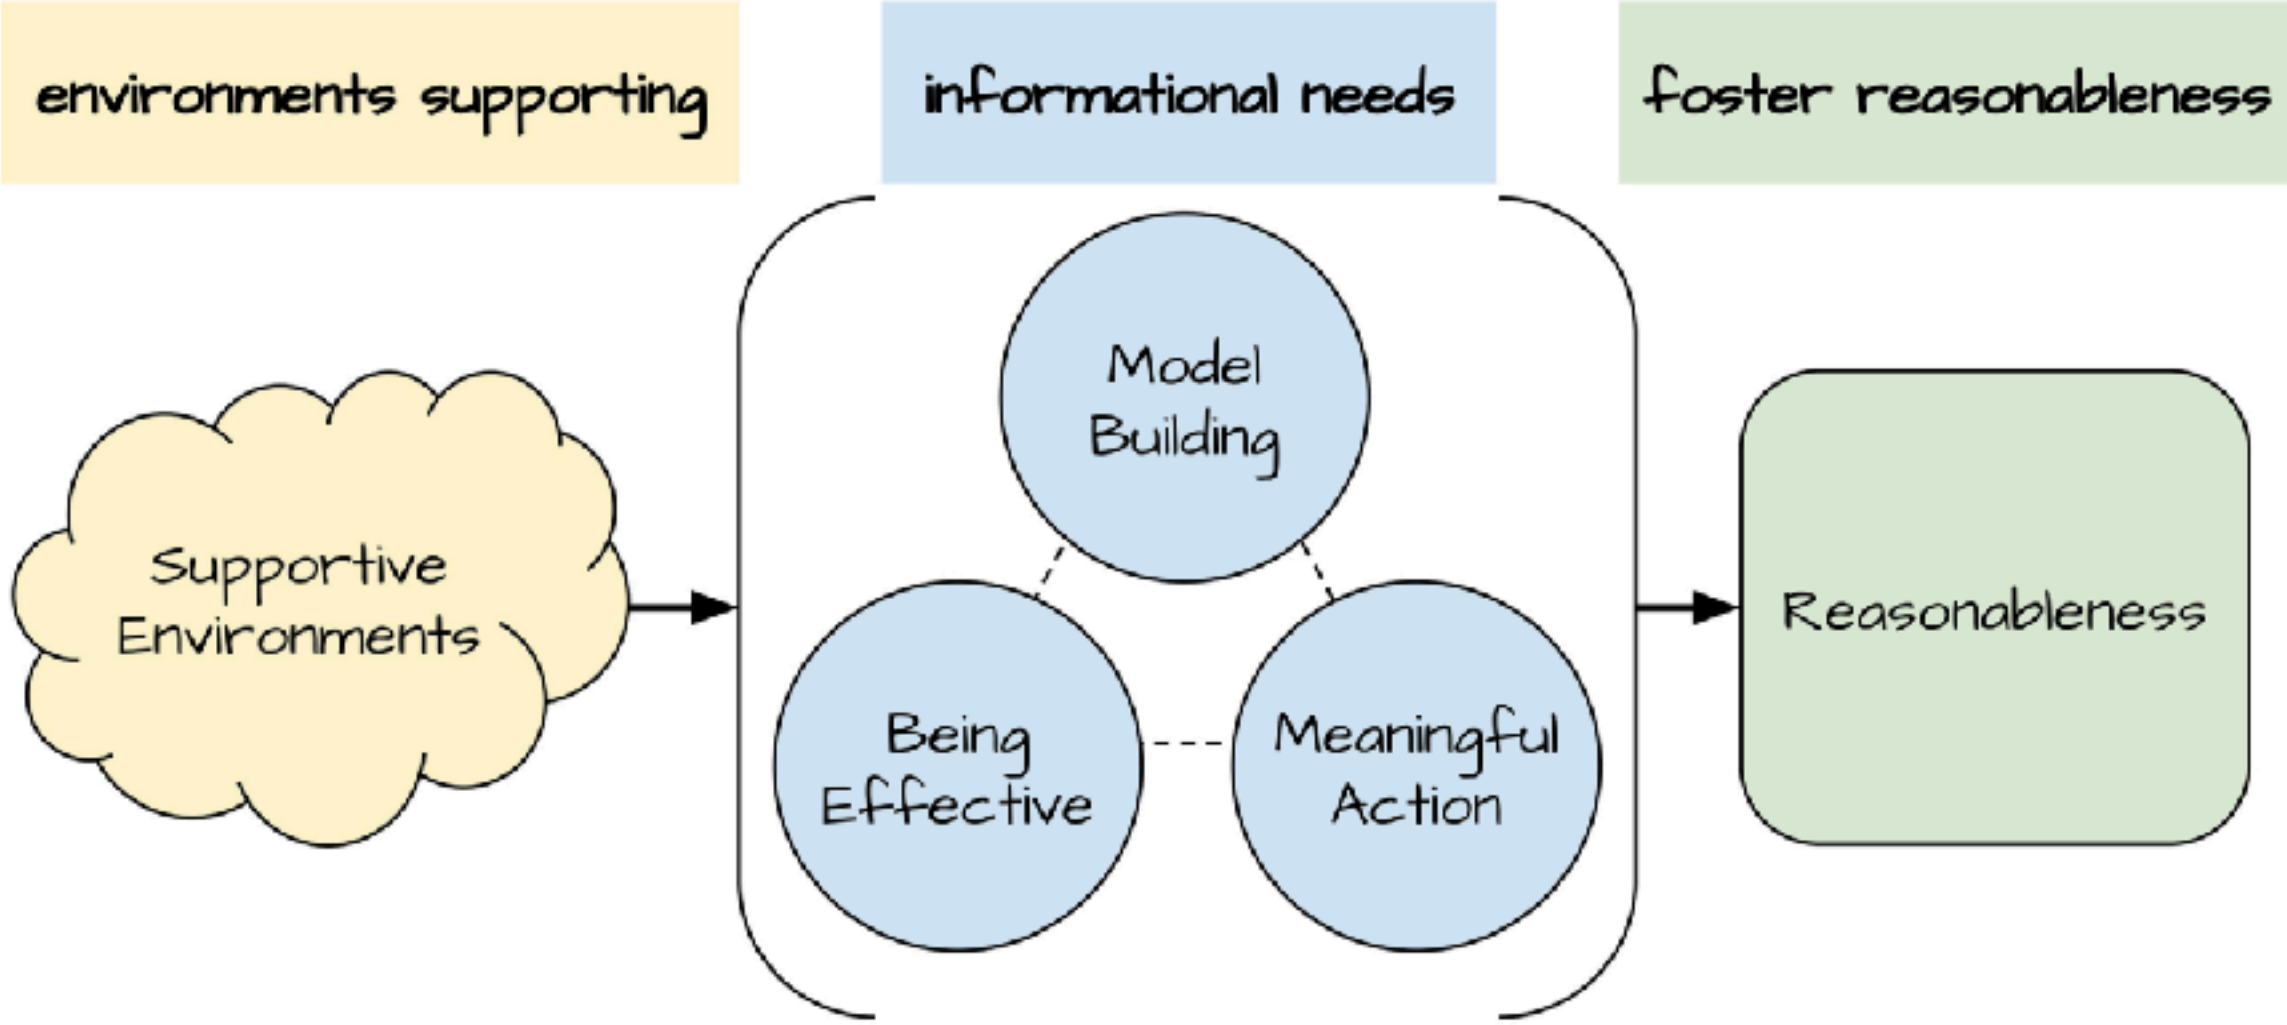 environments supporting
informational needs
foster reasonableness
Supportive
Environments
Model
Building
Being
Effective
Meaningful
Action
Reasonableness